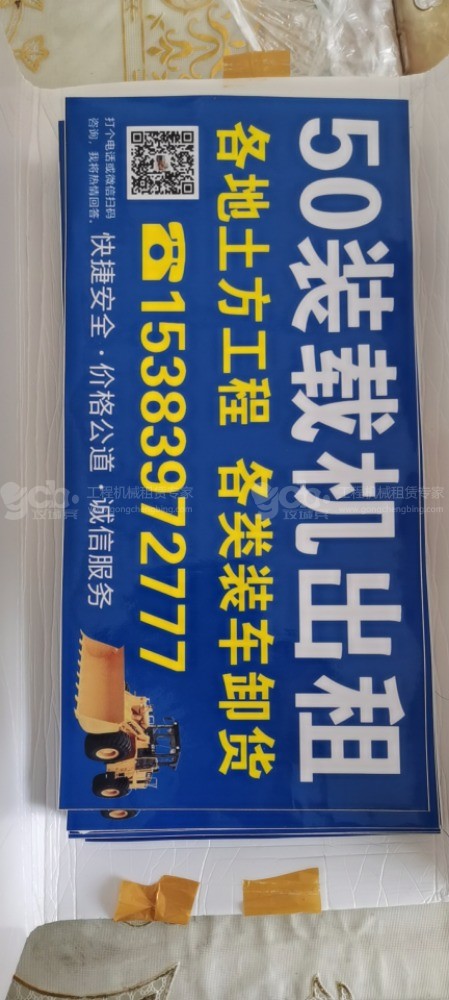 50装载机出租
各地土方工程 各类装车卸货
15383972777
打个电话或微信扫码
咨询，我将热情回答。
快捷安全·价格公道·诚信服务
工程机械租赁专家
工程机械租赁专家
www.gongchengbing.com